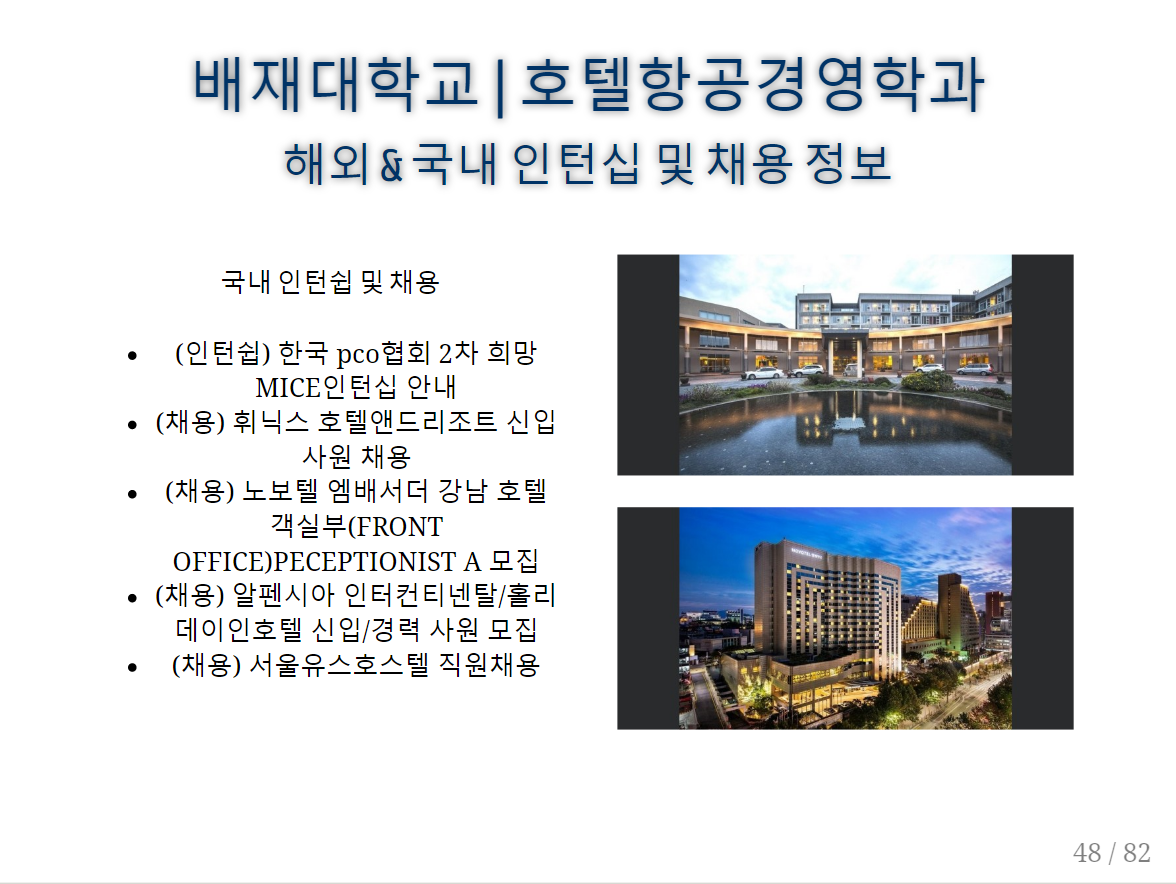 배재대학교|호텔항공경영학과
해외&국내 인턴십 및 채용 정보
국내 인턴쉽 및 채용
• (인턴쉽) 한국 pco협회 2차 희망
MICE인턴십 안내
• (채용) 휘닉스 호텔앤드리조트 신입
사원 채용
• (채용) 노보텔 엠배서더 강남 호텔
객실부(FRONT
OFFICE)PECEPTIONIST A 모집
• (채용) 알펜시아 인터컨티넨탈/홀리
데이인호텔 신입/경력 사원 모집
• (채용) 서울유스호스텔 직원채용
48 / 82